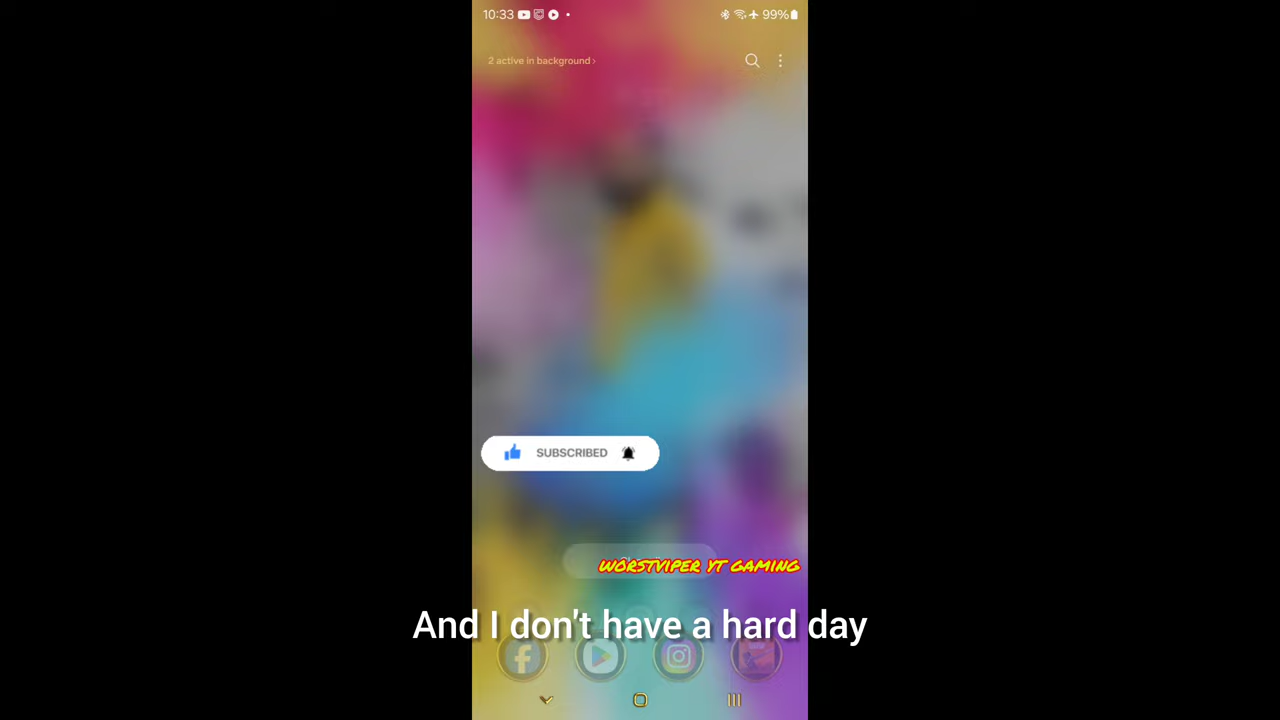 10:33
99%
2 active in background ›
SUBSCRIBED
WORSTVIPER YT GAMING
And I don't have a hard day